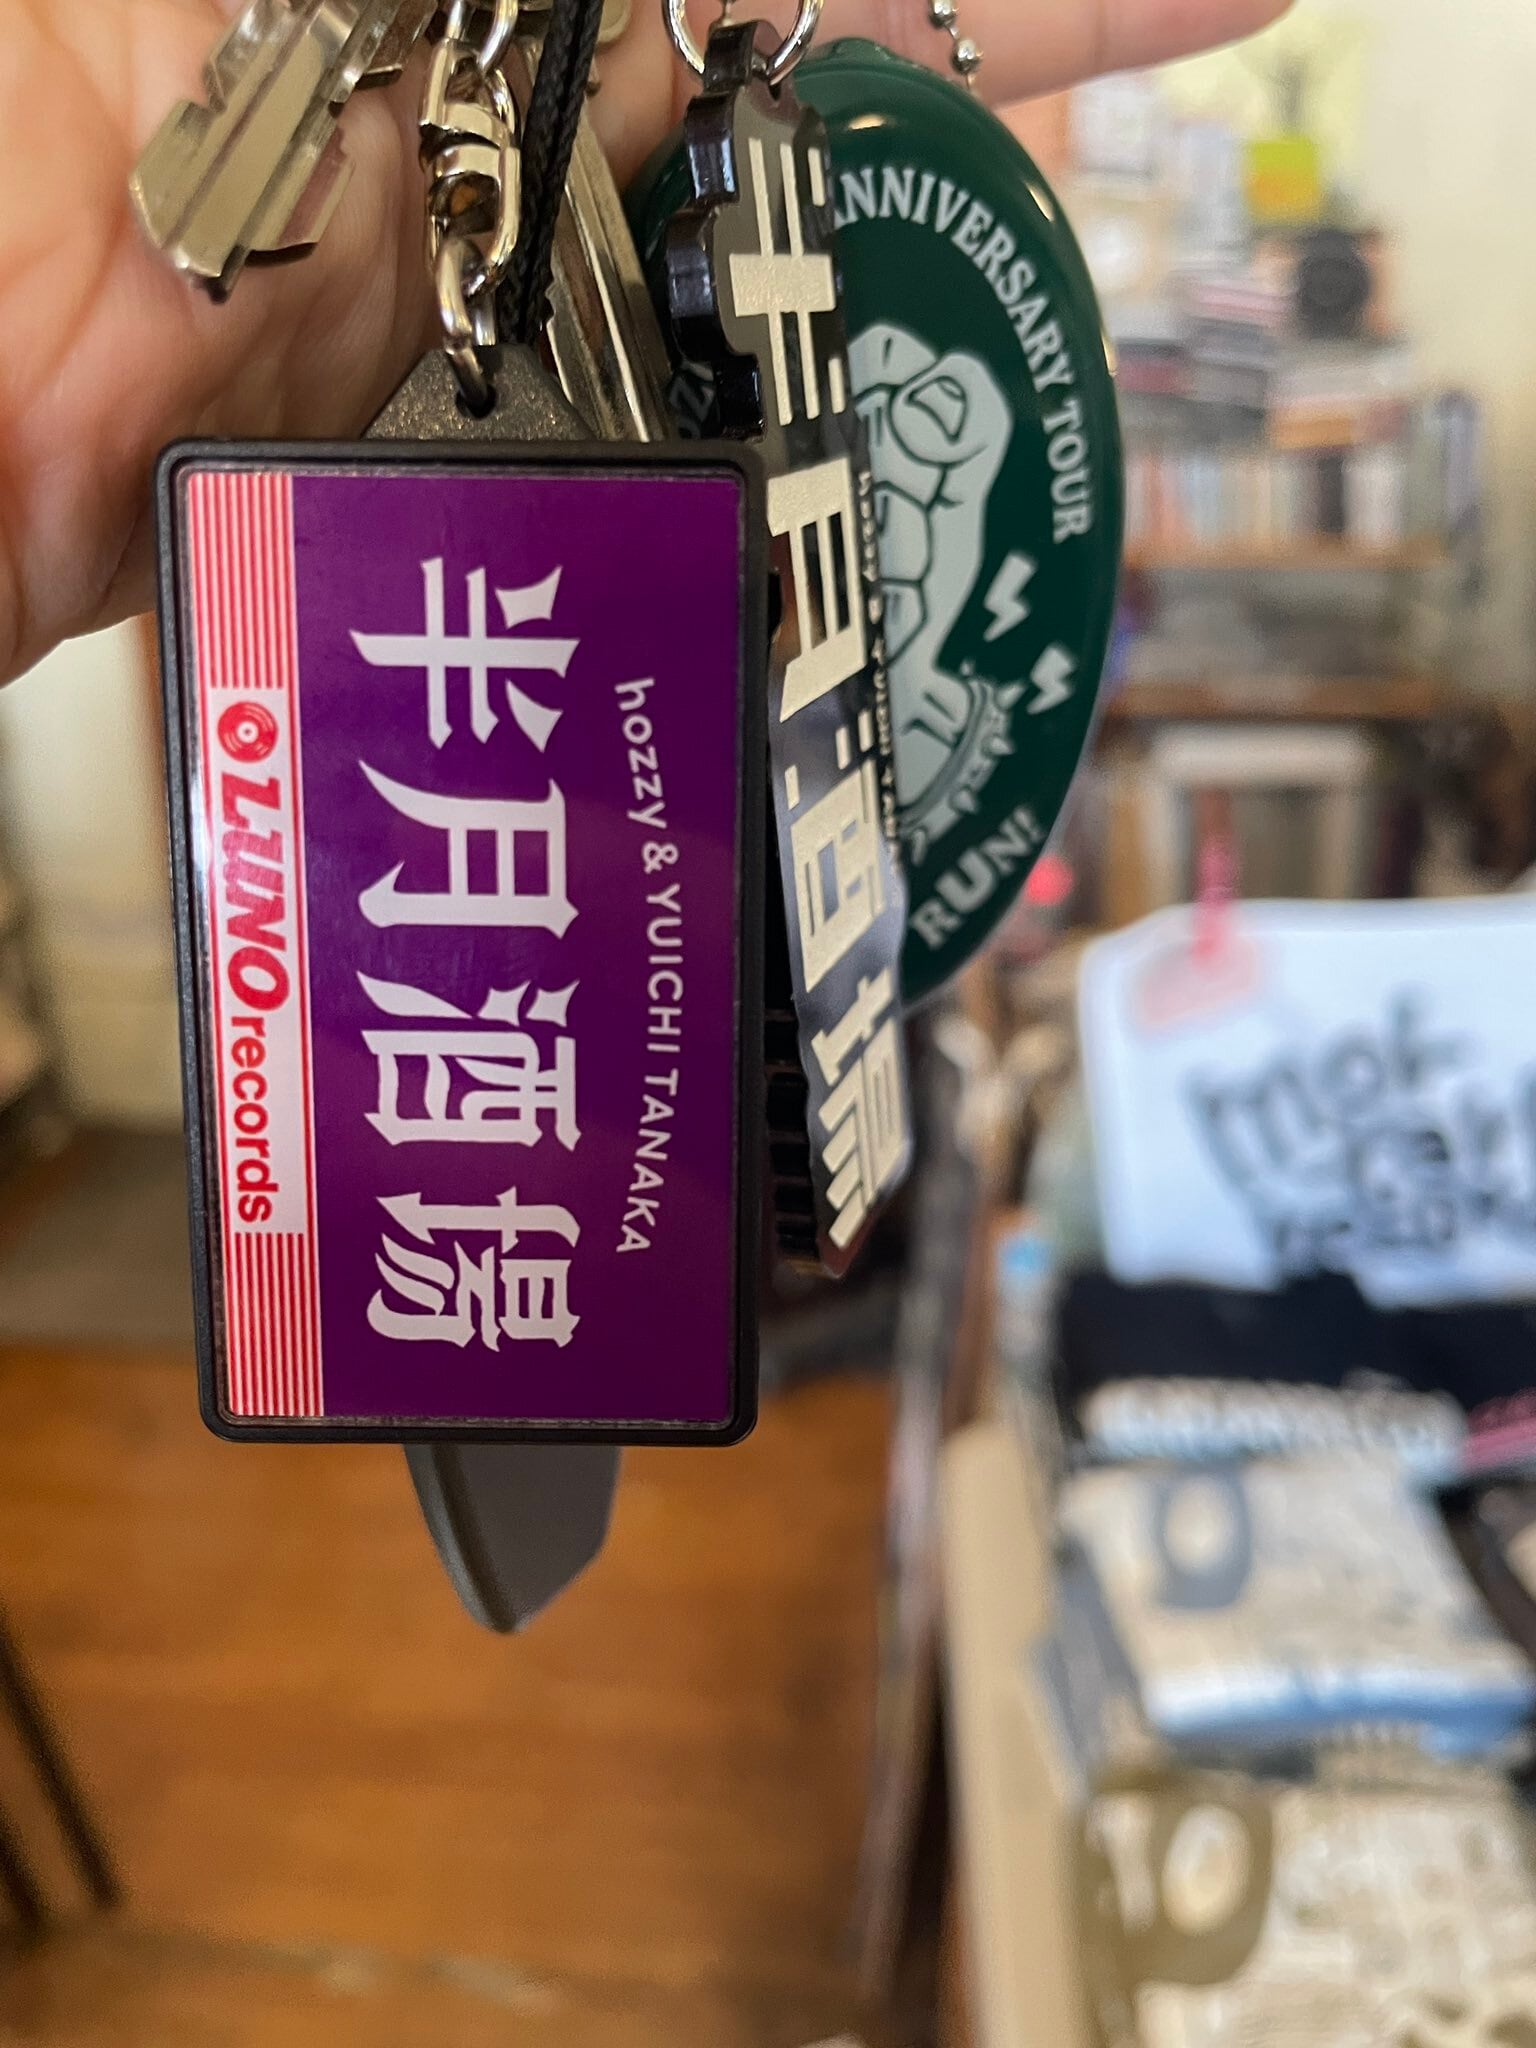 hozzy & YUICHI TANAKA
半月酒場
LUNO records
半月酒場
ANNIVERSARY TOUR
RUN!